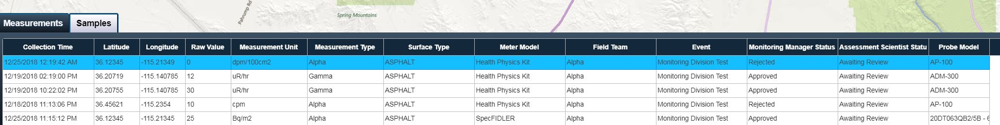 Pahrump Rd
Spring Mountains
Measurements Samples
Collection Time Latitude Longitude Raw Value Measurement Unit Measurement Type Surface Type Meter Model Field Team Event Monitoring Manager Status Assessment Scientist Statu Probe Model
12/25/2018 12:19:42 AM 36.12345 -115.21349 0 dpm/100cm2 Alpha ASPHALT Health Physics Kit Alpha Monitoring Division Test Rejected Awaiting Review AP-100
12/19/2018 02:19:00 PM 36.20719 -115.140785 12 uR/hr Gamma ASPHALT Health Physics Kit Alpha Monitoring Division Test Approved Awaiting Review ADM-300
12/19/2018 10:22:02 PM 36.20755 -115.140785 30 uR/hr Gamma ASPHALT Health Physics Kit Alpha Monitoring Division Test Approved Awaiting Review ADM-300
12/18/2018 11:13:06 PM 36.45621 -115.2354 10 cpm Alpha ASPHALT Health Physics Kit Alpha Monitoring Division Test Rejected Awaiting Review AP-100
12/25/2018 11:15:12 PM 36.12345 -115.21345 25 Bq/m2 Alpha ASPHALT SpecFIDLER Alpha Monitoring Division Test Approved Awaiting Review 20DT063QB2/5B - 6